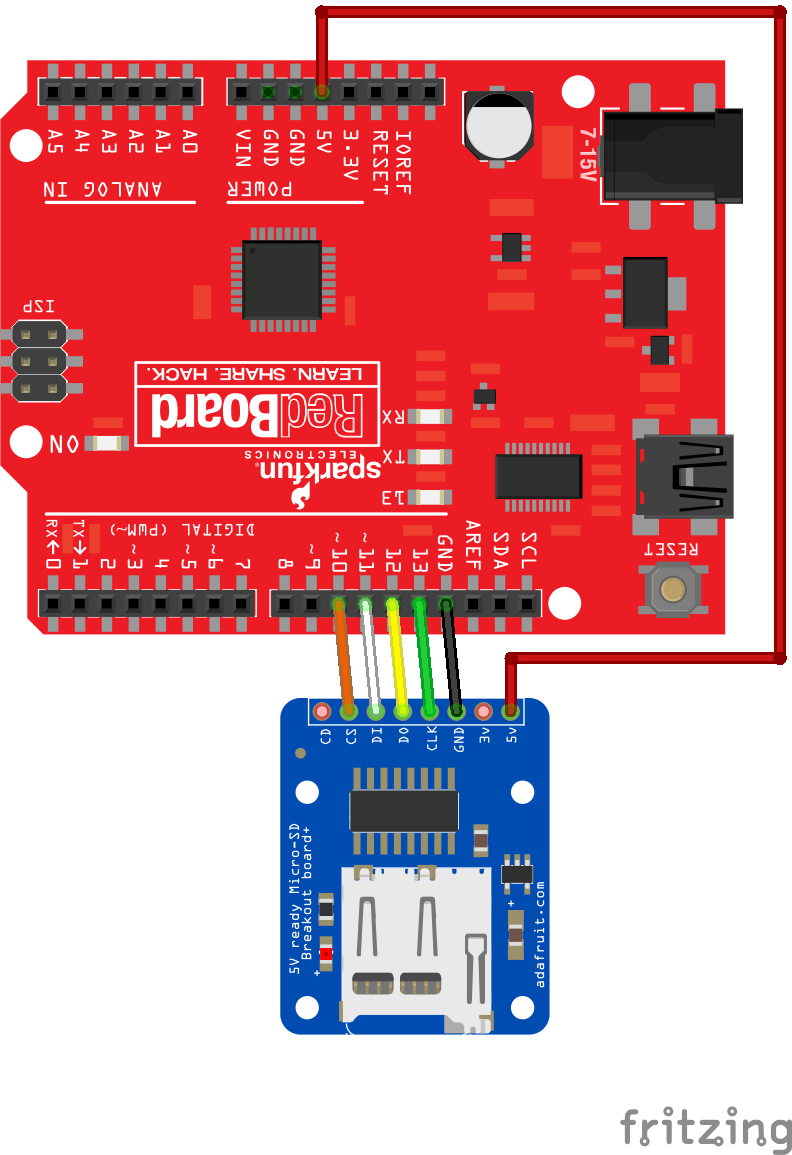 A5 A4 A3 A2 A1 A0
VIN GND GND 5V 3.3V RESET IOREF
ANALOG IN
POWER
7-15V
ISP
LEARN. SHARE. HACK.
RedBoard
sparkfun
ELECTRONICS
RX
TX
13
ON
DIGITAL (PWM~)
RX→0 TX←1 2 ~3 4 ~5 ~6 7
8 ~9 ~10 ~11 12 13 GND AREF SDA SCL
RESET
CD CS DI DO CLK GND 3v 5v
5V ready Micro-SD
Breakout board+
+
+
adafruit.com
fritzing